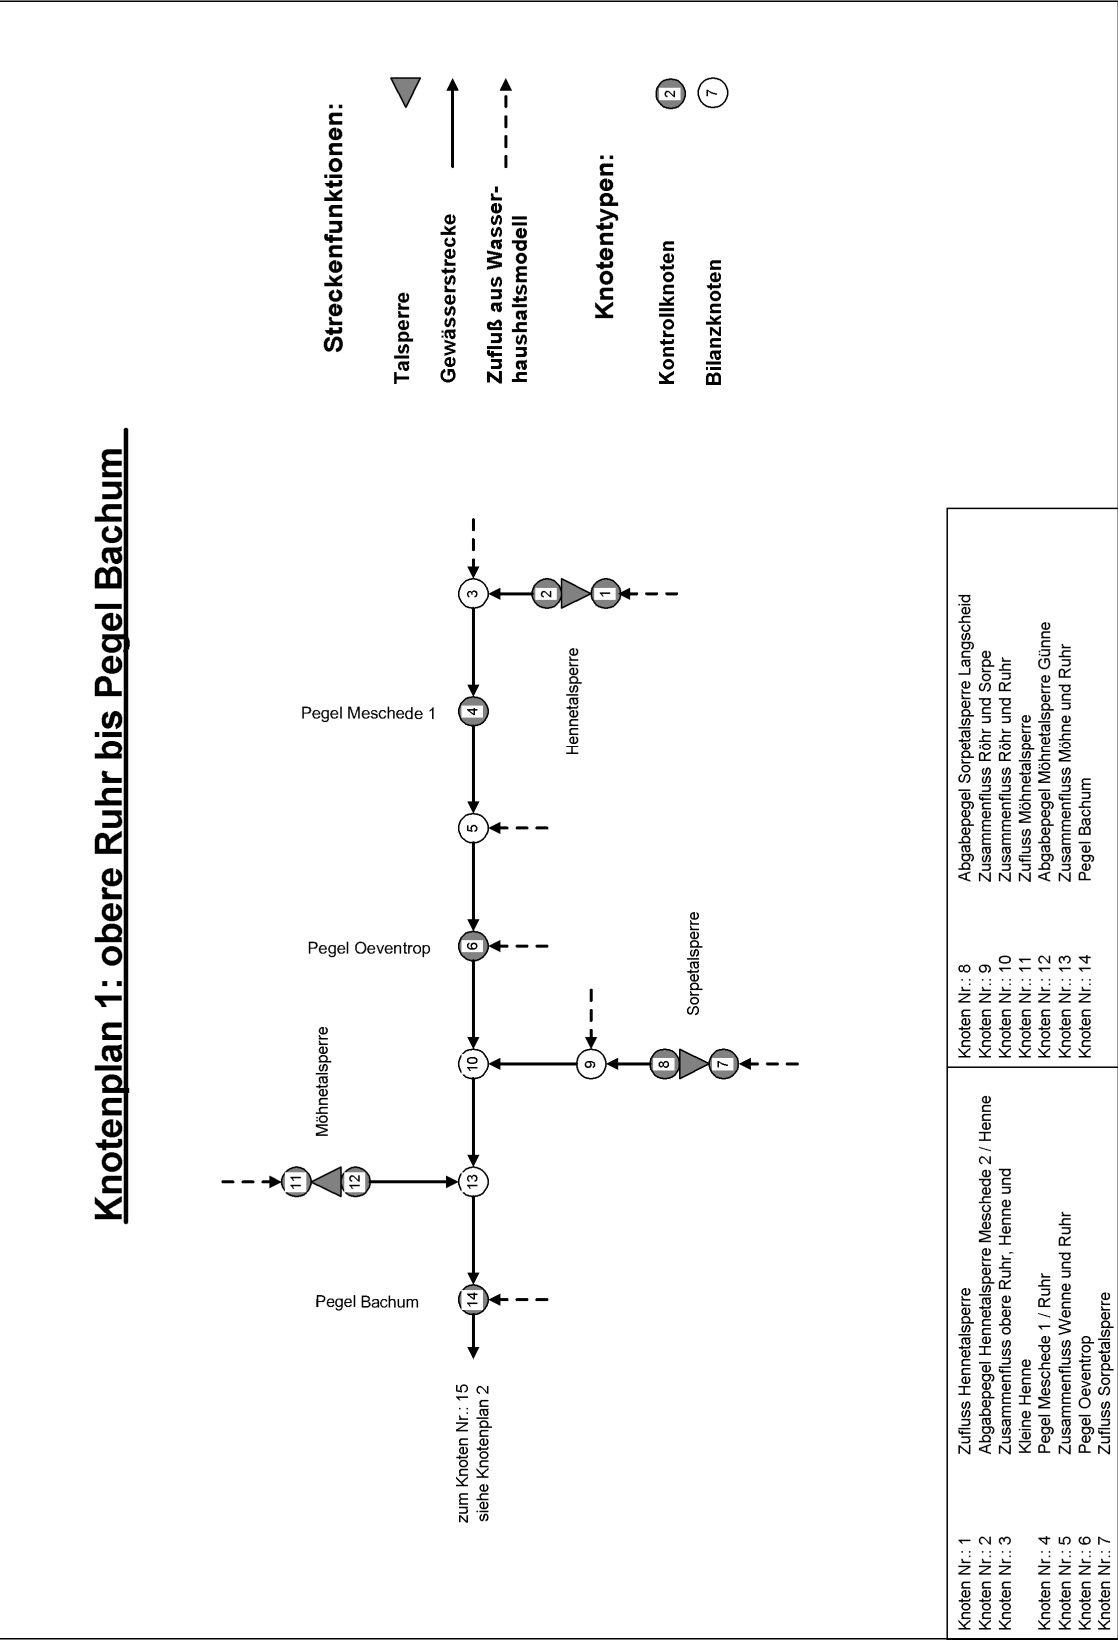 Knotenplan 1: obere Ruhr bis Pegel Bachum
Streckenfunktionen:
Talsperre
Gewässerstrecke
Zufluß aus Wasser-
haushaltsmodell
Knotentypen:
Kontrollknoten
2
Bilanzknoten
7
Möhnetalsperre
11
12
Pegel Bachum
Pegel Oeventrop
Pegel Meschede 1
zum Knoten Nr.: 15
siehe Knotenplan 2
14
13
10
6
5
4
3
2
1
Hennetalsperre
9
8
7
Sorpetalsperre
Knoten Nr.: 1 Zufluss Hennetalsperre
Knoten Nr.: 2 Abgabepegel Hennetalsperre Meschede 2 / Henne
Knoten Nr.: 3 Zusammenfluss obere Ruhr, Henne und
Kleine Henne
Knoten Nr.: 4 Pegel Meschede 1 / Ruhr
Knoten Nr.: 5 Zusammenfluss Wenne und Ruhr
Knoten Nr.: 6 Pegel Oeventrop
Knoten Nr.: 7 Zufluss Sorpetalsperre
Knoten Nr.: 8 Abgabepegel Sorpetalsperre Langscheid
Knoten Nr.: 9 Zusammenfluss Röhr und Sorpe
Knoten Nr.: 10 Zusammenfluss Röhr und Ruhr
Knoten Nr.: 11 Zufluss Möhnetalsperre
Knoten Nr.: 12 Abgabepegel Möhnetalsperre Günne
Knoten Nr.: 13 Zusammenfluss Möhne und Ruhr
Knoten Nr.: 14 Pegel Bachum